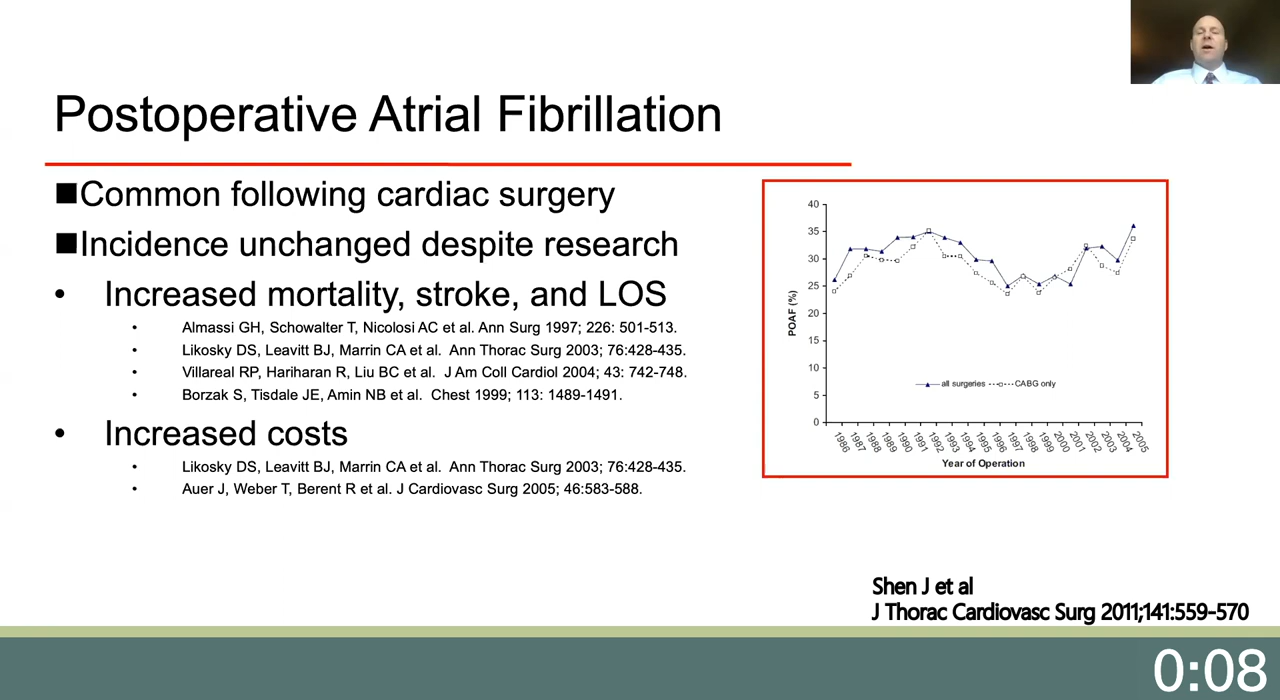 Postoperative Atrial Fibrillation
■Common following cardiac surgery
■Incidence unchanged despite research
• Increased mortality, stroke, and LOS
• Almassi GH, Schowalter T, Nicolosi AC et al. Ann Surg 1997; 226: 501-513.
• Likosky DS, Leavitt BJ, Marrin CA et al. Ann Thorac Surg 2003; 76:428-435.
• Villareal RP, Hariharan R, Liu BC et al. J Am Coll Cardiol 2004; 43: 742-748.
• Borzak S, Tisdale JE, Amin NB et al. Chest 1999; 113: 1489-1491.
• Increased costs
• Likosky DS, Leavitt BJ, Marrin CA et al. Ann Thorac Surg 2003; 76:428-435.
• Auer J, Weber T, Berent R et al. J Cardiovasc Surg 2005; 46:583-588.
40
35
30
25
20
15
10
5
0
POAF (%)
all surgeries
CABG only
1986
1987
1988
1989
1990
1991
1992
1993
1994
1995
1996
1997
1998
1999
2000
2001
2002
2003
2004
2005
Year of Operation
Shen J et al
J Thorac Cardiovasc Surg 2011;141:559-570
0:08